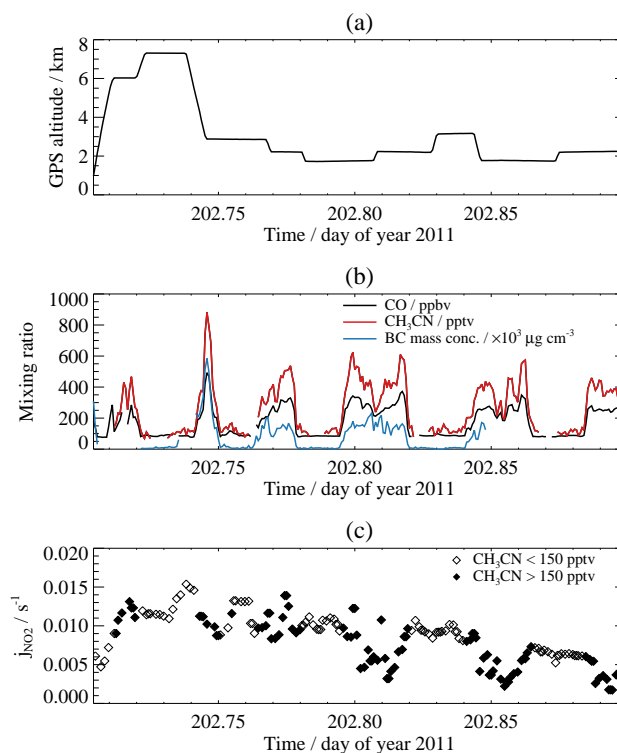 (a)
8
6
4
2
0
GPS altitude / km
202.75 202.80 202.85
Time / day of year 2011
(b)
1000
800
600
400
200
0
Mixing ratio
CO / ppbv
CH₃CN / pptv
BC mass conc. / ×10³ µg cm⁻³
202.75 202.80 202.85
Time / day of year 2011
(c)
0.020
0.015
0.010
0.005
0.000
j_NO2 / s⁻¹
CH₃CN < 150 pptv
CH₃CN > 150 pptv
202.75 202.80 202.85
Time / day of year 2011